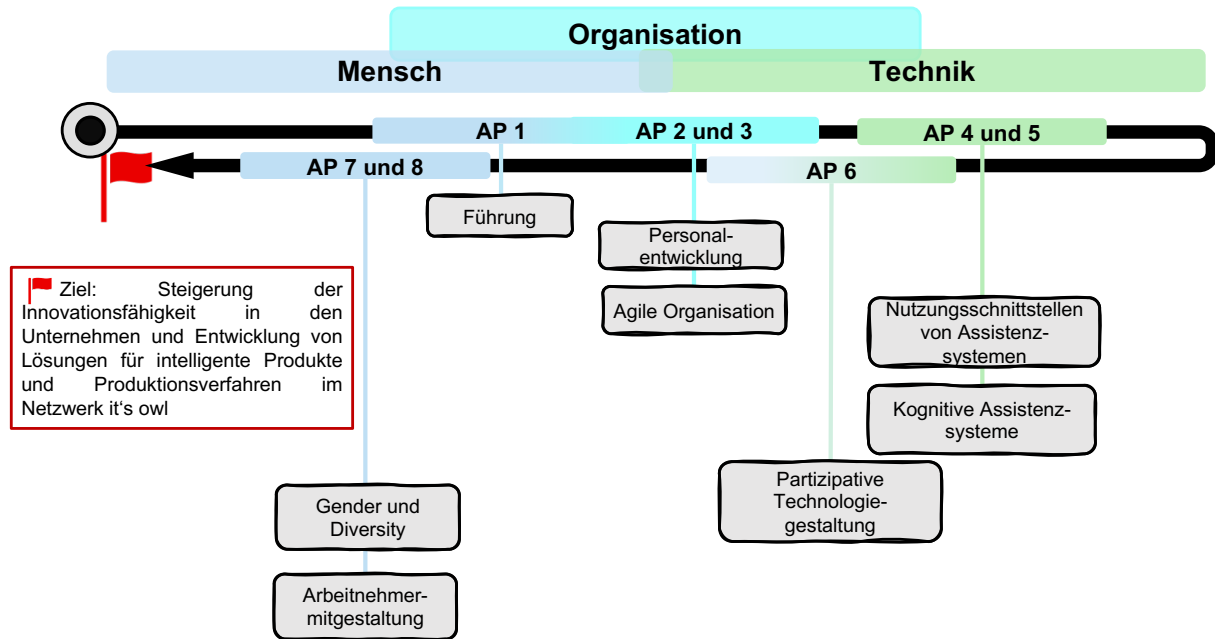 Organisation
Mensch
Technik
AP 1
AP 2 und 3
AP 4 und 5
AP 7 und 8
AP 6
Führung
Personal-
entwicklung
Agile Organisation
Ziel: Steigerung der
Innovationsfähigkeit in den
Unternehmen und Entwicklung von
Lösungen für intelligente Produkte
und Produktionsverfahren im
Netzwerk it‘s owl
Nutzungsschnittstellen
von Assistenz-
systemen
Kognitive Assistenz-
systeme
Partizipative
Technologie-
gestaltung
Gender und
Diversity
Arbeitnehmer-
mitgestaltung